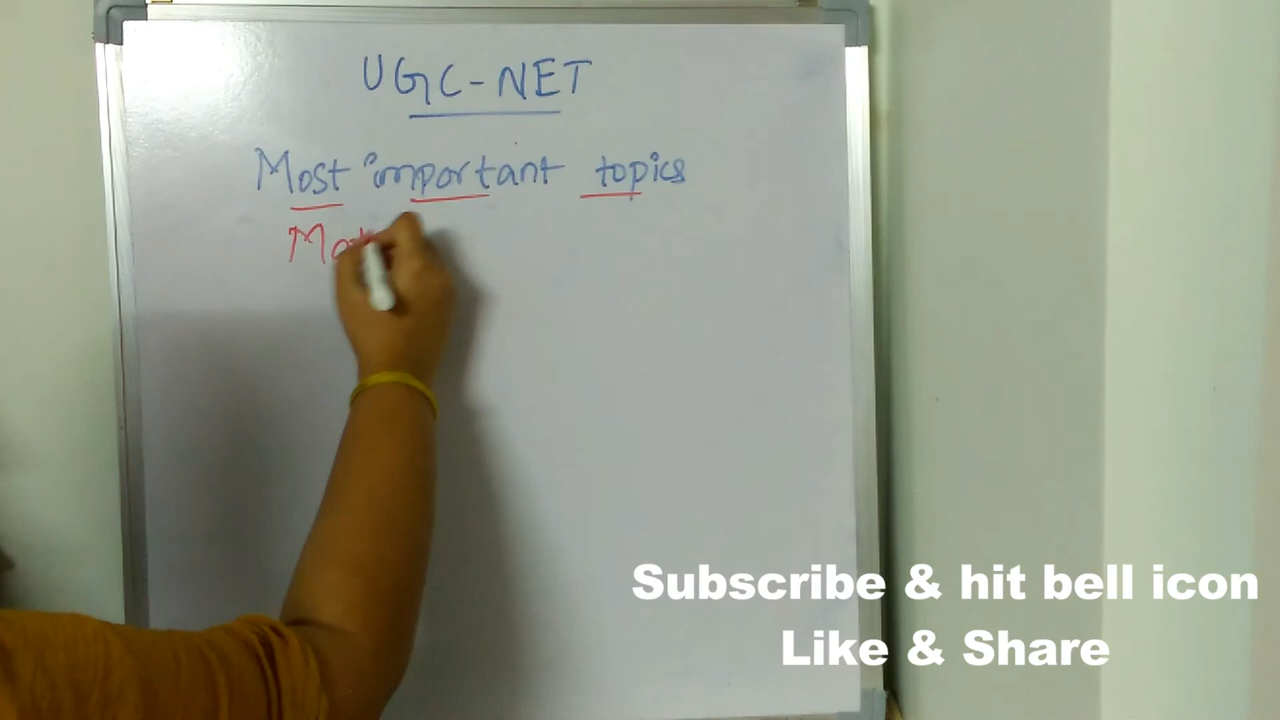 UGC-NET
Most important topics
Subscribe & hit bell icon
Like & Share